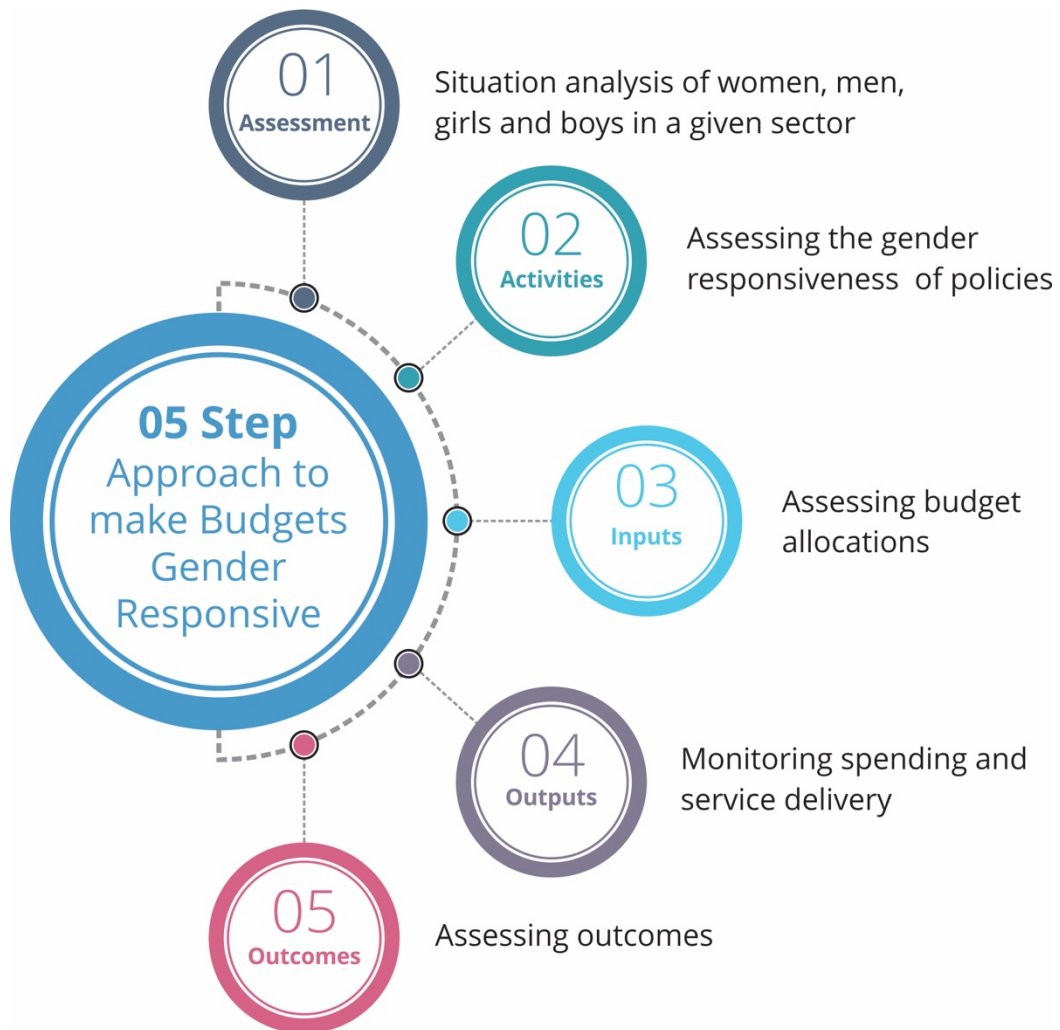 01
Assessment
Situation analysis of women, men,
girls and boys in a given sector
02
Activities
Assessing the gender
responsiveness of policies
05 Step
Approach to
make Budgets
Gender
Responsive
03
Inputs
Assessing budget
allocations
04
Outputs
Monitoring spending and
service delivery
05
Outcomes
Assessing outcomes